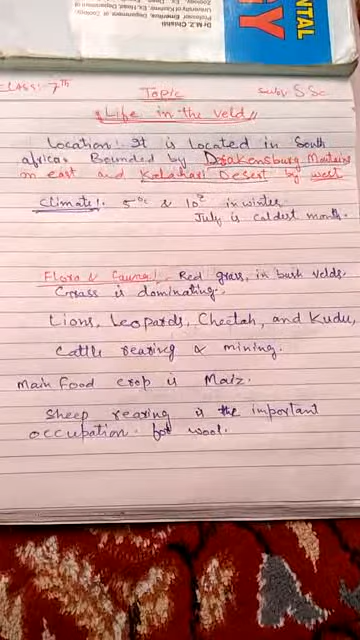 Dr M.Z. Chishti
CLASS:- 7th
Topic
Sub:- S.Sc
"Life in the Veld"
Location:- It is located in South
africa. Bounded by Drakensburg
on east and Kalahari Desert by west
Climate:- 5°c & 10° in winter
July is coldest month.
Flora & fauna:- Red grass, in bush velds.
Grass is dominating.
Lions, Leopards, Cheetah, and Kudu,
Cattle rearing & mining.
main food crop is Maiz.
Sheep rearing is the important
occupation. for wool.